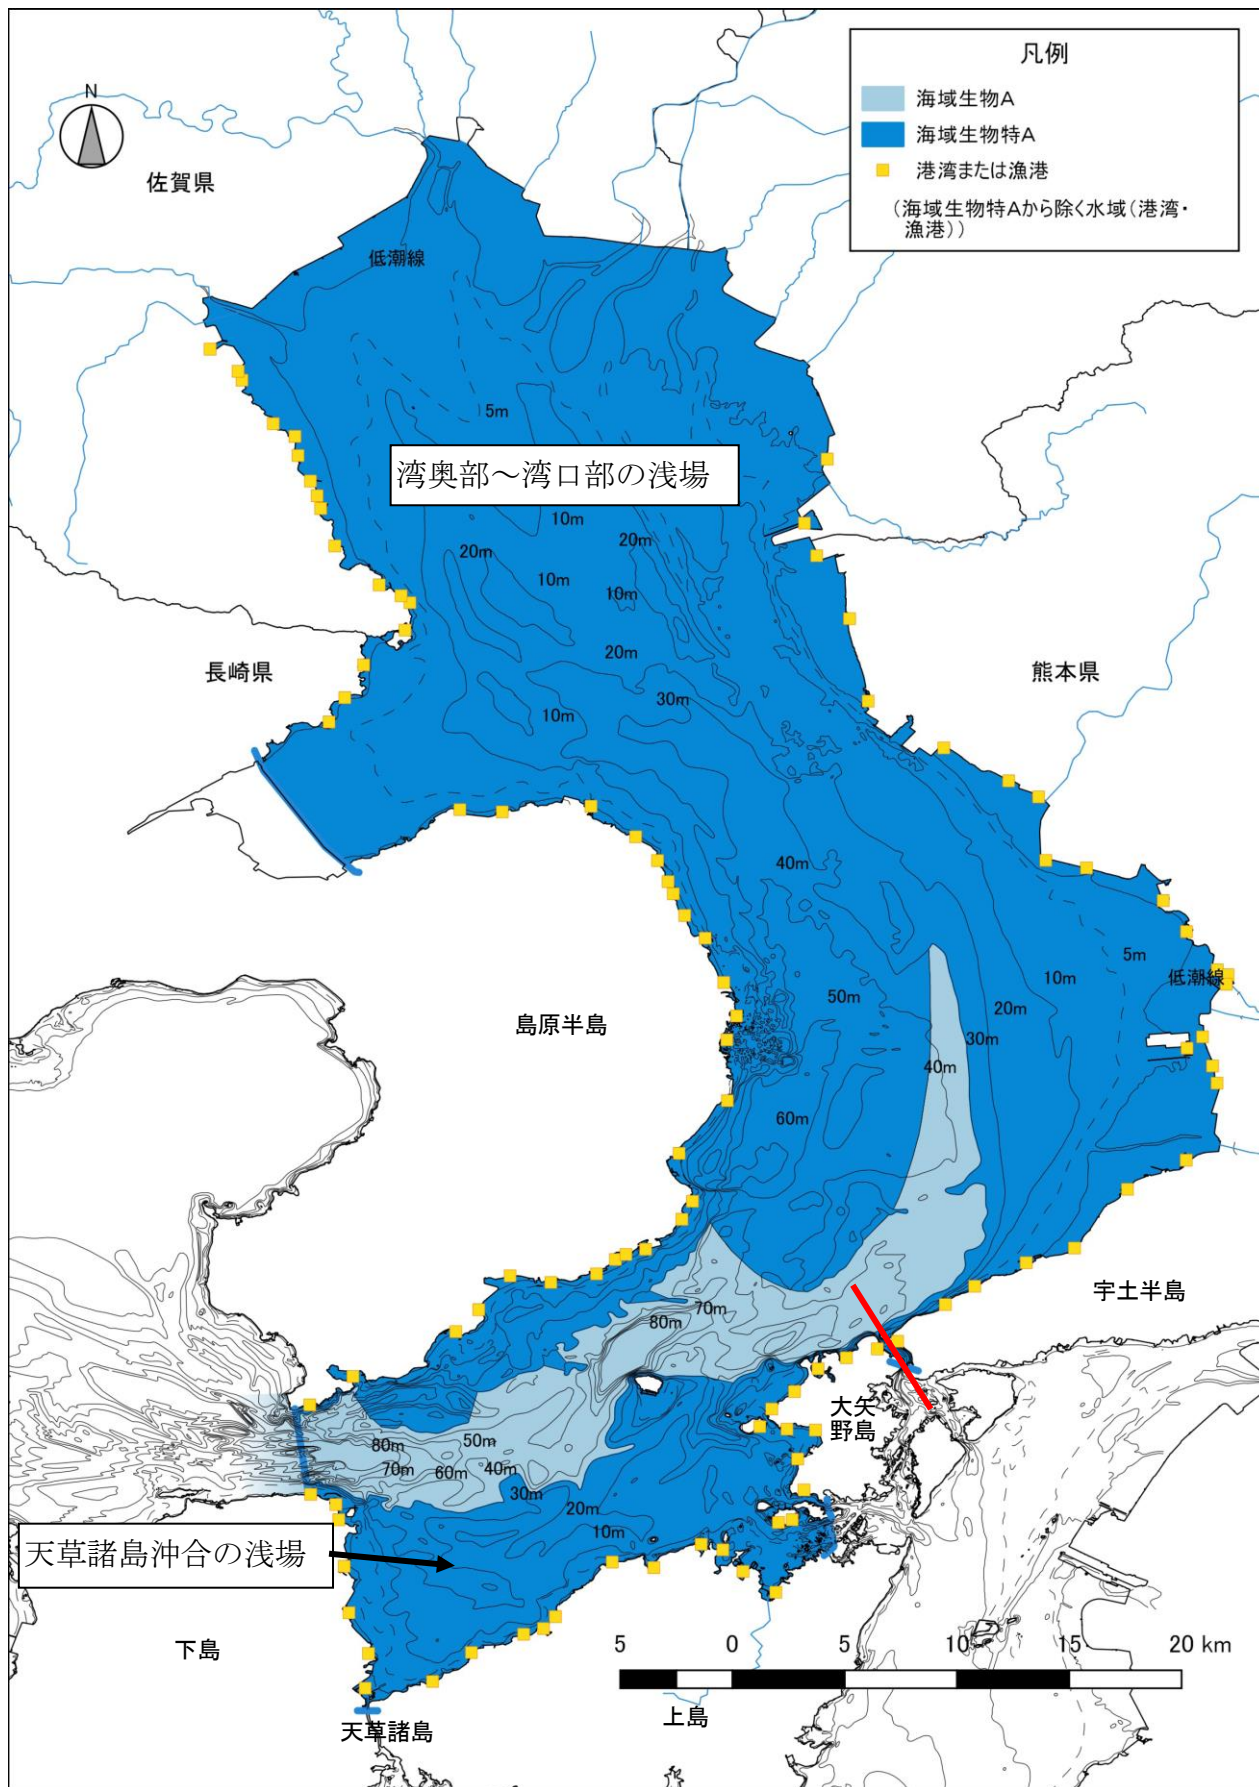 凡例
海域生物A
海域生物特A
港湾または漁港
（海域生物特Aから除く水域（港湾・
漁港））
N
佐賀県
低潮線
5m
湾奥部～湾口部の浅場
10m
20m
20m
10m
10m
20m
長崎県
熊本県
30m
10m
40m
5m
低潮線
10m
50m
20m
島原半島
30m
40m
60m
宇土半島
70m
80m
大矢
野島
50m
80m
70m
60m
40m
30m
20m
10m
天草諸島沖合の浅場
下島
5 0 5 10 15 20 km
上島
天草諸島